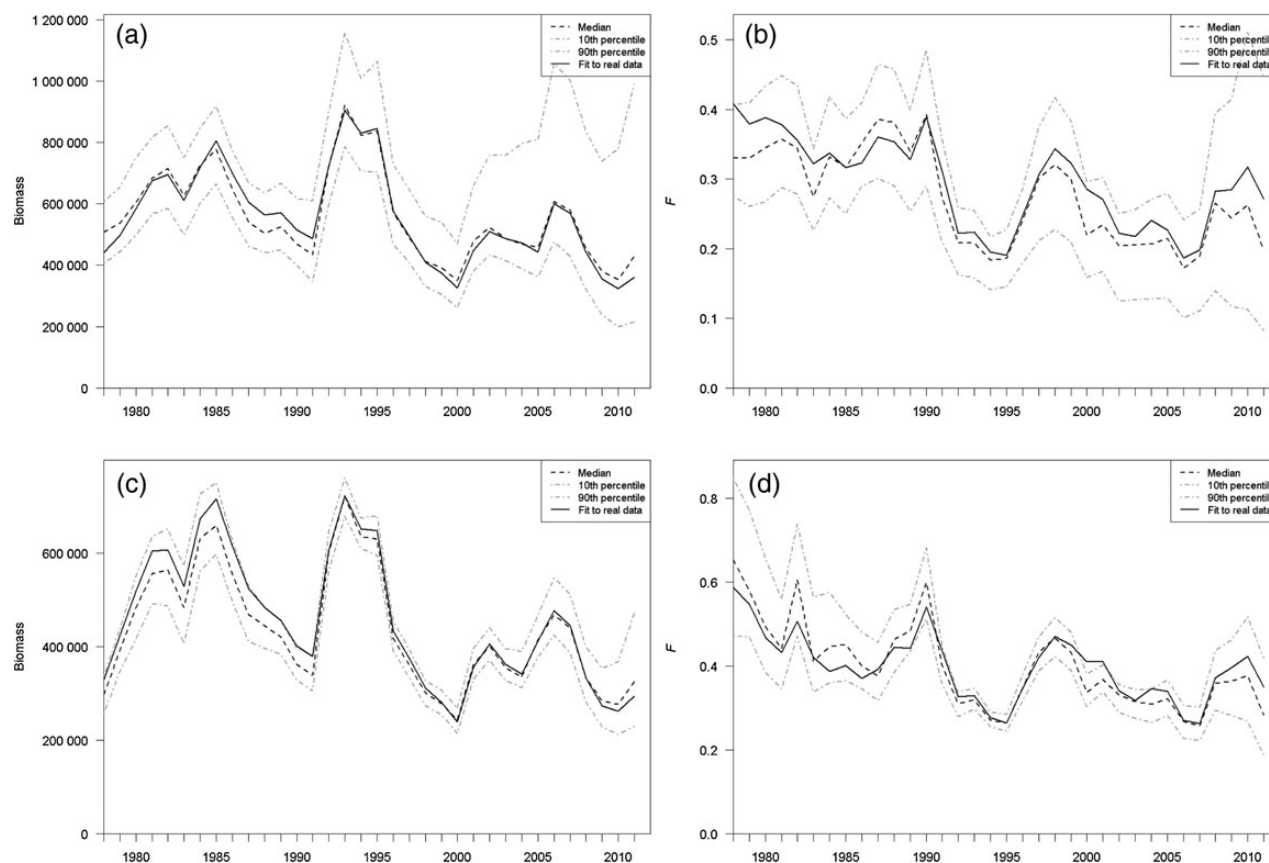 (a)
Median
10th percentile
90th percentile
Fit to real data
1 200 000
1 000 000
800 000
600 000
400 000
200 000
0
Biomass
1980 1985 1990 1995 2000 2005 2010
(b)
Median
10th percentile
90th percentile
Fit to real data
0.5
0.4
0.3
0.2
0.1
0.0
F
1980 1985 1990 1995 2000 2005 2010
(c)
Median
10th percentile
90th percentile
Fit to real data
600 000
400 000
200 000
0
Biomass
1980 1985 1990 1995 2000 2005 2010
(d)
Median
10th percentile
90th percentile
Fit to real data
0.8
0.6
0.4
0.2
0.0
F
1980 1985 1990 1995 2000 2005 2010